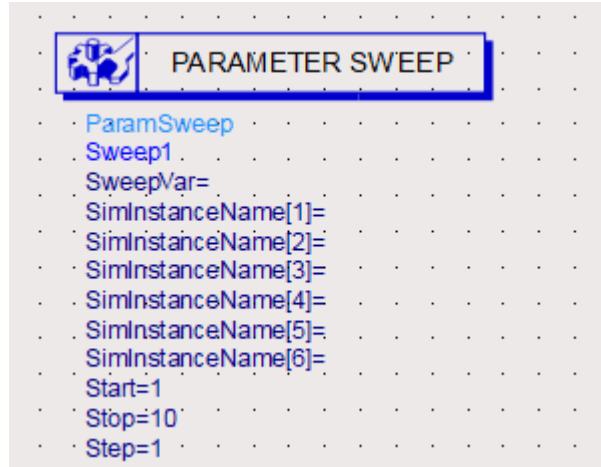 PARAMETER SWEEP
ParamSweep
Sweep1
SweepVar=
SimInstanceName[1]=
SimInstanceName[2]=
SimInstanceName[3]=
SimInstanceName[4]=
SimInstanceName[5]=
SimInstanceName[6]=
Start=1
Stop=10
Step=1